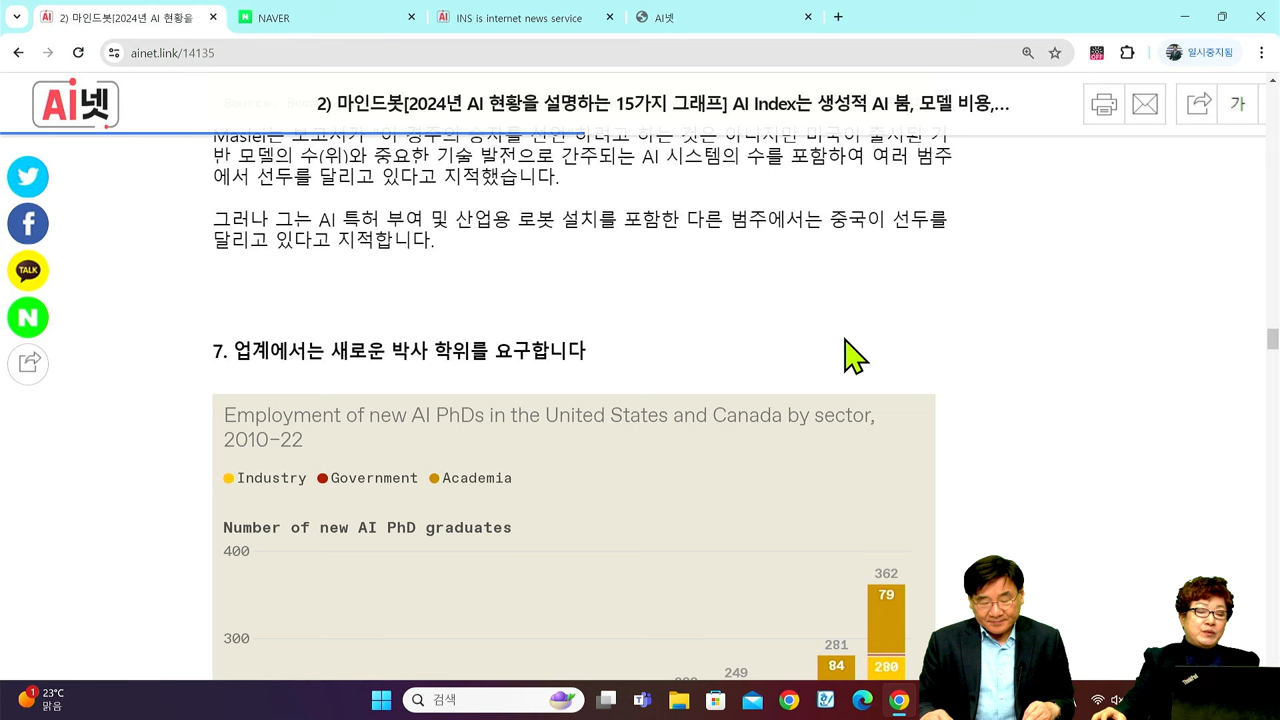 2) 마인드봇[2024년 AI 현황을
NAVER
INS is internet news service
AI넷
ainet.link/14135
OFF
일시중지됨
Ai넷
2) 마인드봇[2024년 AI 현황을 설명하는 15가지 그래프] AI Index는 생성적 AI 붐, 모델 비용,...
가
반 모델의 수(위)와 중요한 기술 발전으로 간주되는 AI 시스템의 수를 포함하여 여러 범주
에서 선두를 달리고 있다고 지적했습니다.
그러나 그는 AI 특허 부여 및 산업용 로봇 설치를 포함한 다른 범주에서는 중국이 선두를
달리고 있다고 지적합니다.
TALK
N
7. 업계에서는 새로운 박사 학위를 요구합니다
Employment of new AI PhDs in the United States and Canada by sector,
2010–22
Industry Government Academia
Number of new AI PhD graduates
400
362
79
300
281
84
280
249
1
23°C
맑음
검색
ThinkPad